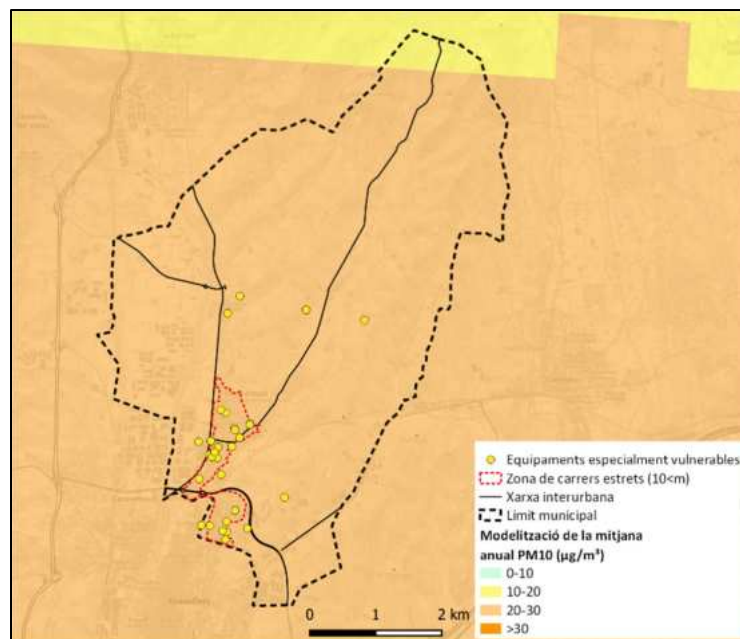 Equipaments especialment vulnerables
Zona de carrers estrets (10<m)
Xarxa interurbana
Límit municipal
Modelització de la mitjana
anual PM10 (µg/m³)
0-10
10-20
20-30
>30
0 1 2 km